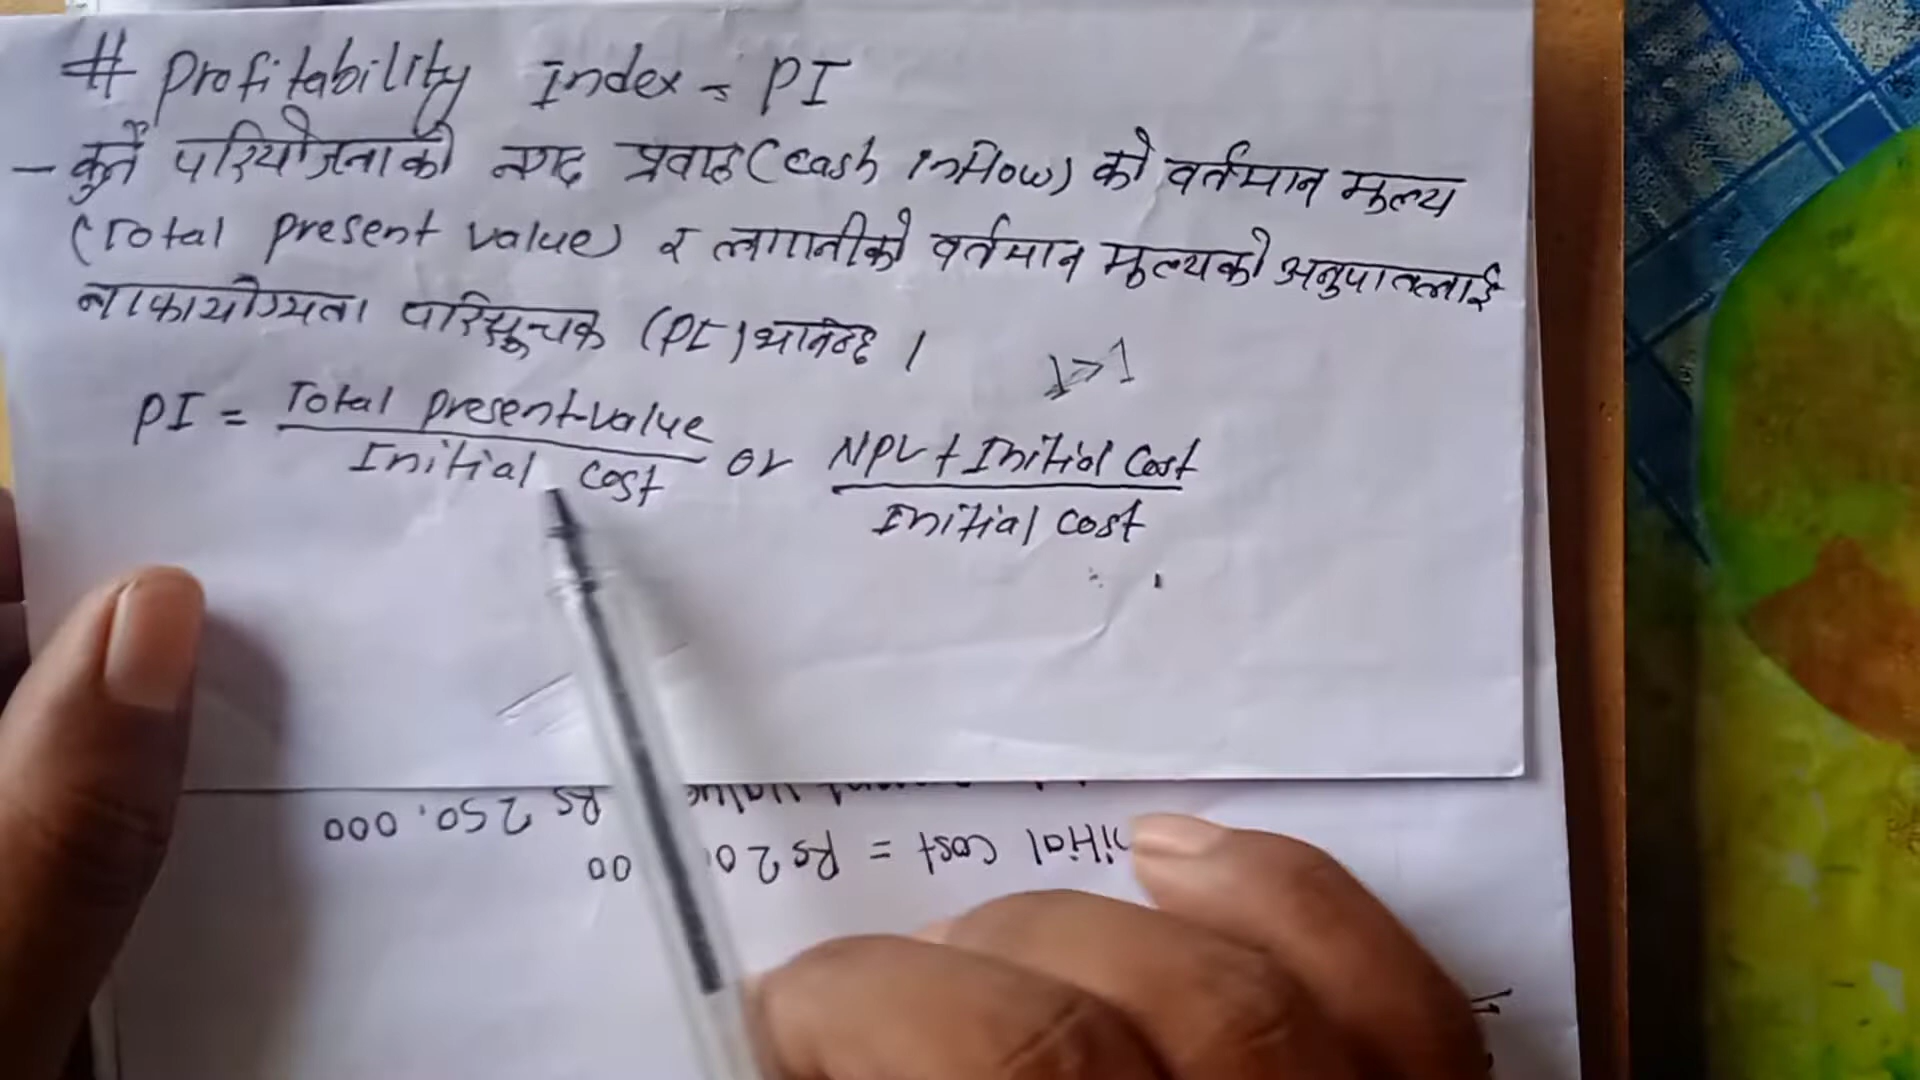 # Profitability Index = PI
- कुनै परियोजनाको नगद प्रवाह (cash inflow) को वर्तमान मूल्य
(Total present value) र लगानीको वर्तमान मूल्यको अनुपातलाई
नाफायोग्यता परिसूचक (PI) भनिन्छ ।
1>1
PI = Total present value / Initial cost or NPV + Initial cost / Initial cost
Rs 250,000
Initial cost = Rs 20 00